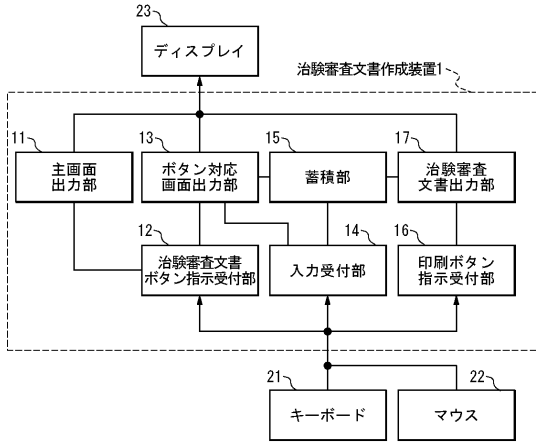 23
ディスプレイ
治験審査文書作成装置1
11
主画面
出力部
13
ボタン対応
画面出力部
15
蓄積部
17
治験審査
文書出力部
12
治験審査文書
ボタン指示受付部
14
入力受付部
16
印刷ボタン
指示受付部
21
キーボード
22
マウス